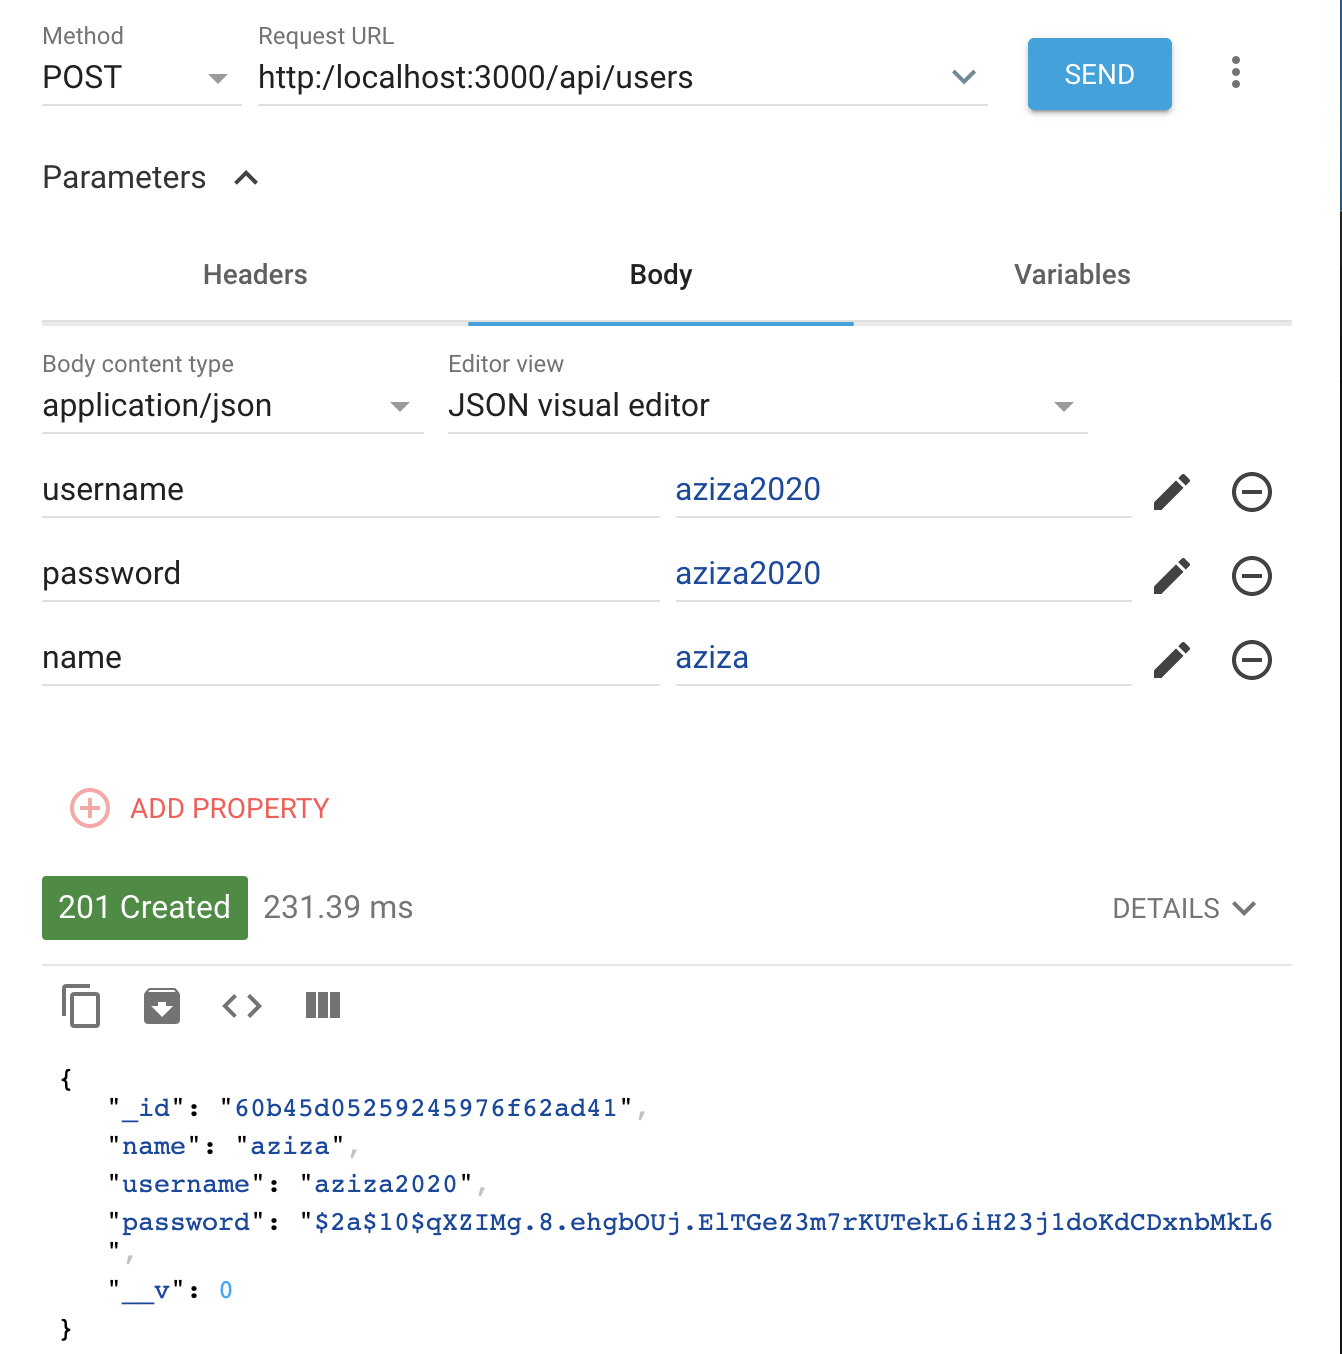 Method
Request URL
POST
http:/localhost:3000/api/users
SEND
Parameters
Headers
Body
Variables
Body content type
Editor view
application/json
JSON visual editor
username
aziza2020
password
aziza2020
name
aziza
ADD PROPERTY
201 Created
231.39 ms
DETAILS
{
"_id": "60b45d05259245976f62ad41",
"name": "aziza",
"username": "aziza2020",
"password": "$2a$10$qXZIMg.8.ehgbOUj.ElTGeZ3m7rKUTekL6iH23j1doKdCDxnbMkL6
",
"__v": 0
}